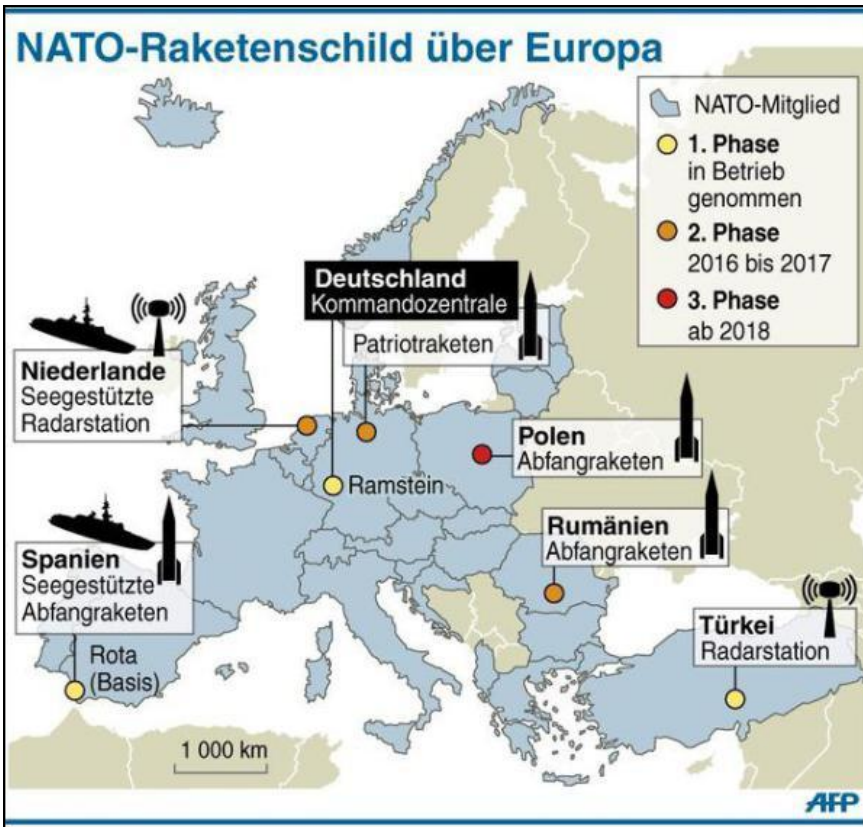 NATO-Raketenschild über Europa
NATO-Mitglied
1. Phase
in Betrieb
genommen
2. Phase
2016 bis 2017
3. Phase
ab 2018
Deutschland
Kommandozentrale
Patriotraketen
Niederlande
Seegestützte
Radarstation
Polen
Abfangraketen
Ramstein
Rumänien
Abfangraketen
Spanien
Seegestützte
Abfangraketen
Türkei
Radarstation
Rota
(Basis)
1 000 km
AFP